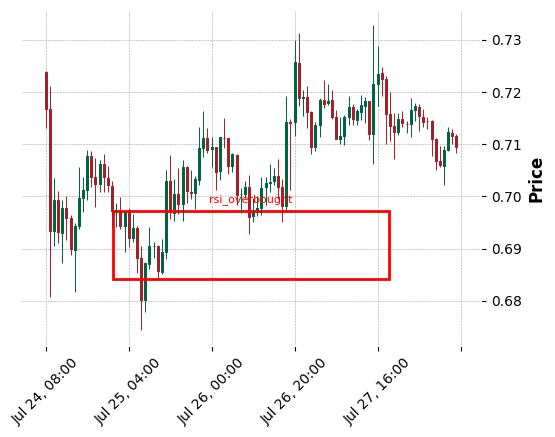 0.73
0.72
0.71
0.70
0.69
0.68
Price
rsi_overbought
Jul 24, 08:00
Jul 25, 04:00
Jul 26, 00:00
Jul 26, 20:00
Jul 27, 16:00